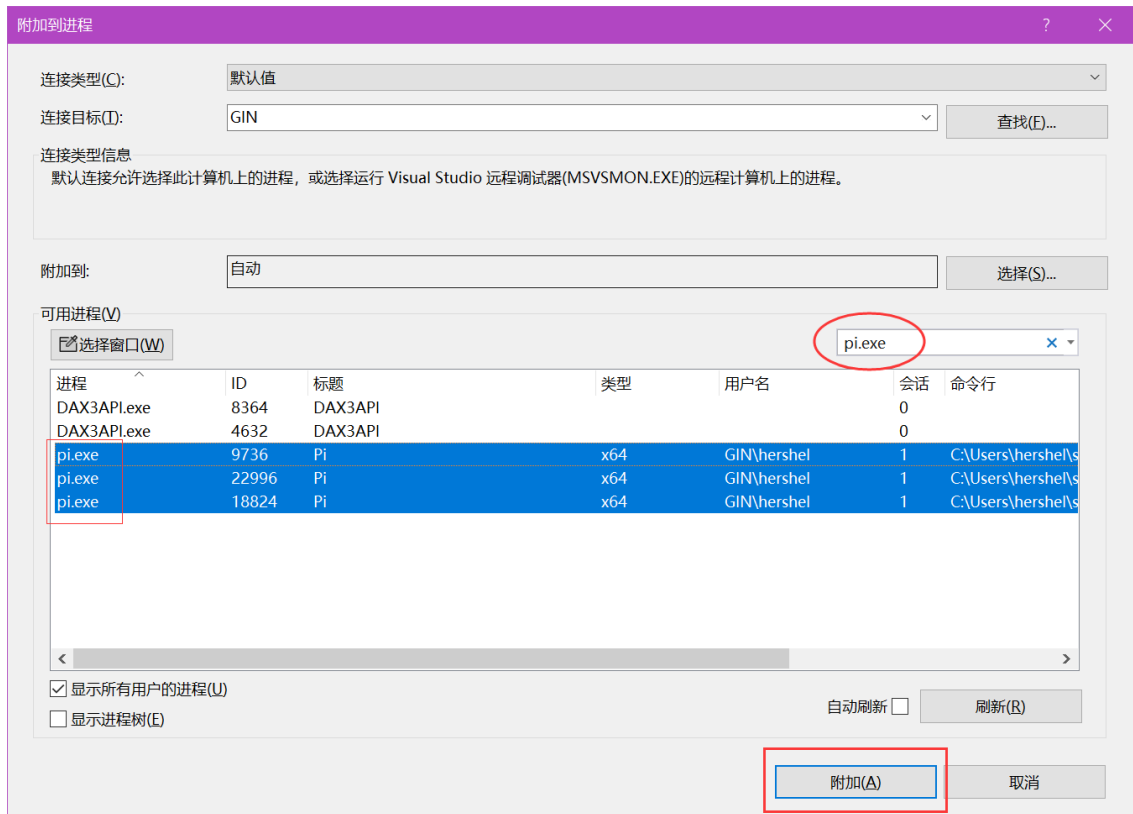 附加到进程
连接类型(C): 默认值
连接目标(T): GIN 查找(F)...
连接类型信息
默认连接允许选择此计算机上的进程，或选择运行 Visual Studio 远程调试器(MSVSMON.EXE)的远程计算机上的进程。
附加到: 自动 选择(S)...
可用进程(V)
选择窗口(W) pi.exe
进程 ID 标题 类型 用户名 会话 命令行
DAX3API.exe 8364 DAX3API 0
DAX3API.exe 4632 DAX3API 0
pi.exe 9736 Pi x64 GIN\hershel 1 C:\Users\hershel\s
pi.exe 22996 Pi x64 GIN\hershel 1 C:\Users\hershel\s
pi.exe 18824 Pi x64 GIN\hershel 1 C:\Users\hershel\s
显示所有用户的进程(U)
自动刷新 刷新(R)
显示进程树(E)
附加(A) 取消